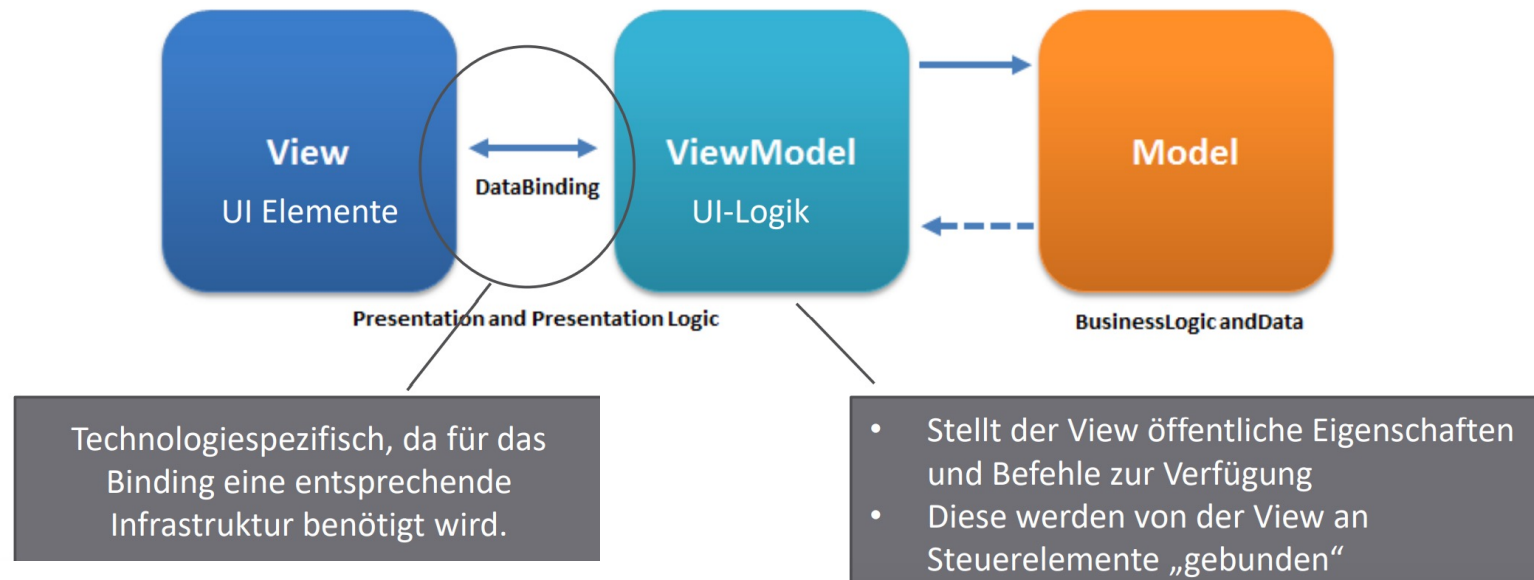 View
UI Elemente
DataBinding
ViewModel
UI-Logik
Model
Presentation and Presentation Logic
BusinessLogic andData
Technologiespezifisch, da für das
Binding eine entsprechende
Infrastruktur benötigt wird.
• Stellt der View öffentliche Eigenschaften
und Befehle zur Verfügung
• Diese werden von der View an
Steuerelemente „gebunden“